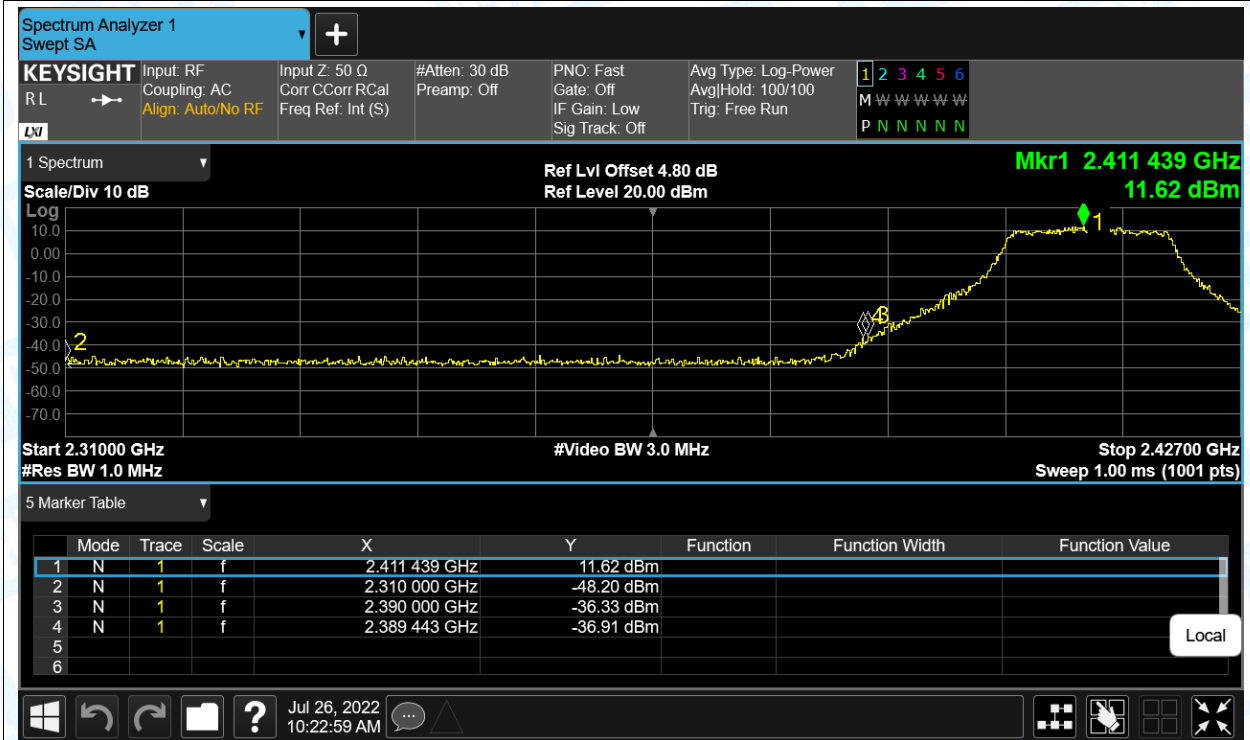 Spectrum Analyzer 1
Swept SA
+
KEYSIGHT
RL
LXI
Input: RF
Coupling: AC
Align: Auto/No RF
Input Z: 50 Ω
Corr CCorr RCal
Freq Ref: Int (S)
#Atten: 30 dB
Preamp: Off
PNO: Fast
Gate: Off
IF Gain: Low
Sig Track: Off
Avg Type: Log-Power
Avg|Hold: 100/100
Trig: Free Run
1 2 3 4 5 6
M W W W W W
P N N N N N N
1 Spectrum
Scale/Div 10 dB
Ref Lvl Offset 4.80 dB
Ref Level 20.00 dBm
Mkr1 2.411 439 GHz
11.62 dBm
Log
10.0
0.00
-10.0
-20.0
-30.0
-40.0
-50.0
-60.0
-70.0
2
4
3
1
Start 2.31000 GHz
#Video BW 3.0 MHz
Stop 2.42700 GHz
#Res BW 1.0 MHz
Sweep 1.00 ms (1001 pts)
5 Marker Table
Mode Trace Scale X Y Function Function Width Function Value
1 N 1 f 2.411 439 GHz 11.62 dBm
2 N 1 f 2.310 000 GHz -48.20 dBm
3 N 1 f 2.390 000 GHz -36.33 dBm
4 N 1 f 2.389 443 GHz -36.91 dBm
5
6
Local
?
Jul 26, 2022
10:22:59 AM